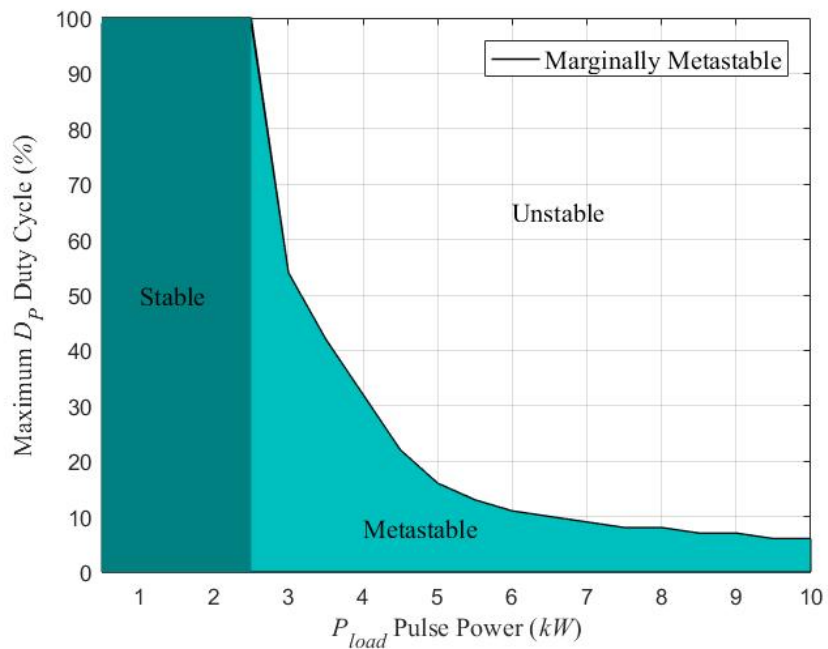 100
90
80
70
60
50
40
30
20
10
0
Maximum D_P Duty Cycle (%)
Marginally Metastable
Unstable
Stable
Metastable
1 2 3 4 5 6 7 8 9 10
P_load Pulse Power (kW)